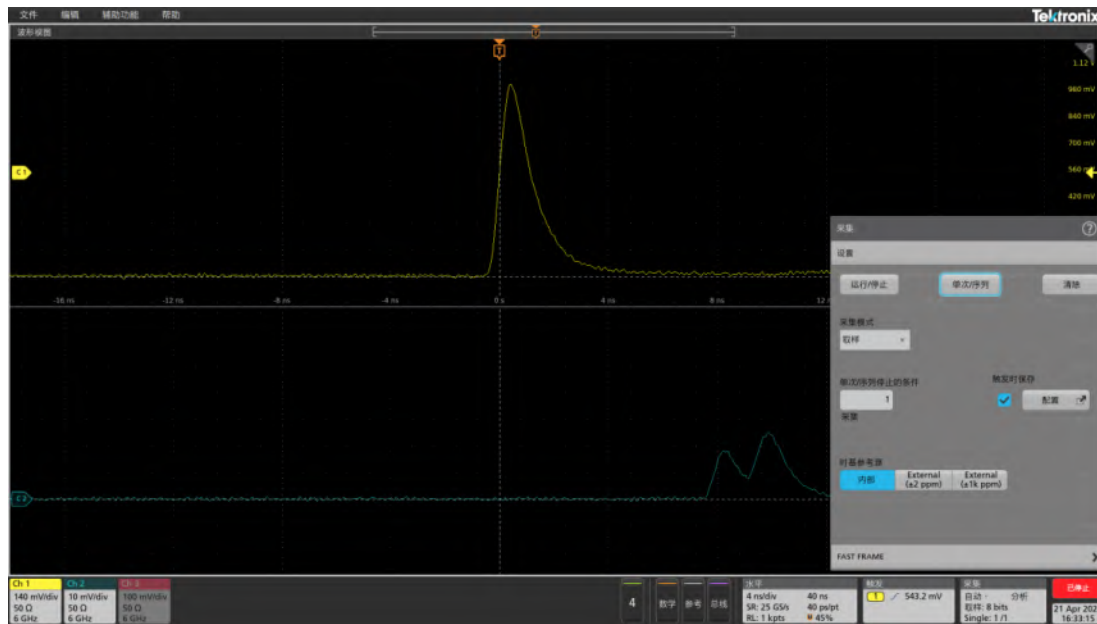 文件 编辑 辅助功能 帮助
Tektronix
波形视图
T
1.12
980 mV
840 mV
700 mV
560
420 mV
C1
-16 ns -12 ns -8 ns -4 ns 0 s 4 ns 8 ns 12
C2
采集
设置
运行/停止 单次/序列 清除
采集模式
取样
单次/序列停止的条件 触发时保存
1 配置
采集
时基参考源
内部 External (±2 ppm) External (±1k ppm)
FAST FRAME
Ch 1 Ch 2 Ch 3
140 mV/div 10 mV/div 100 mV/div
50 Ω 50 Ω 50 Ω
6 GHz 6 GHz 6 GHz
4 数学 参考 总线
水平
4 ns/div 40 ns
SR: 25 GS/s 40 ps/pt
RL: 1 kpts 45%
触发
1 543.2 mV
采集
自动 分析
取样: 8 bits
Single: 1 /1
已停止
21 Apr 202
16:33:15